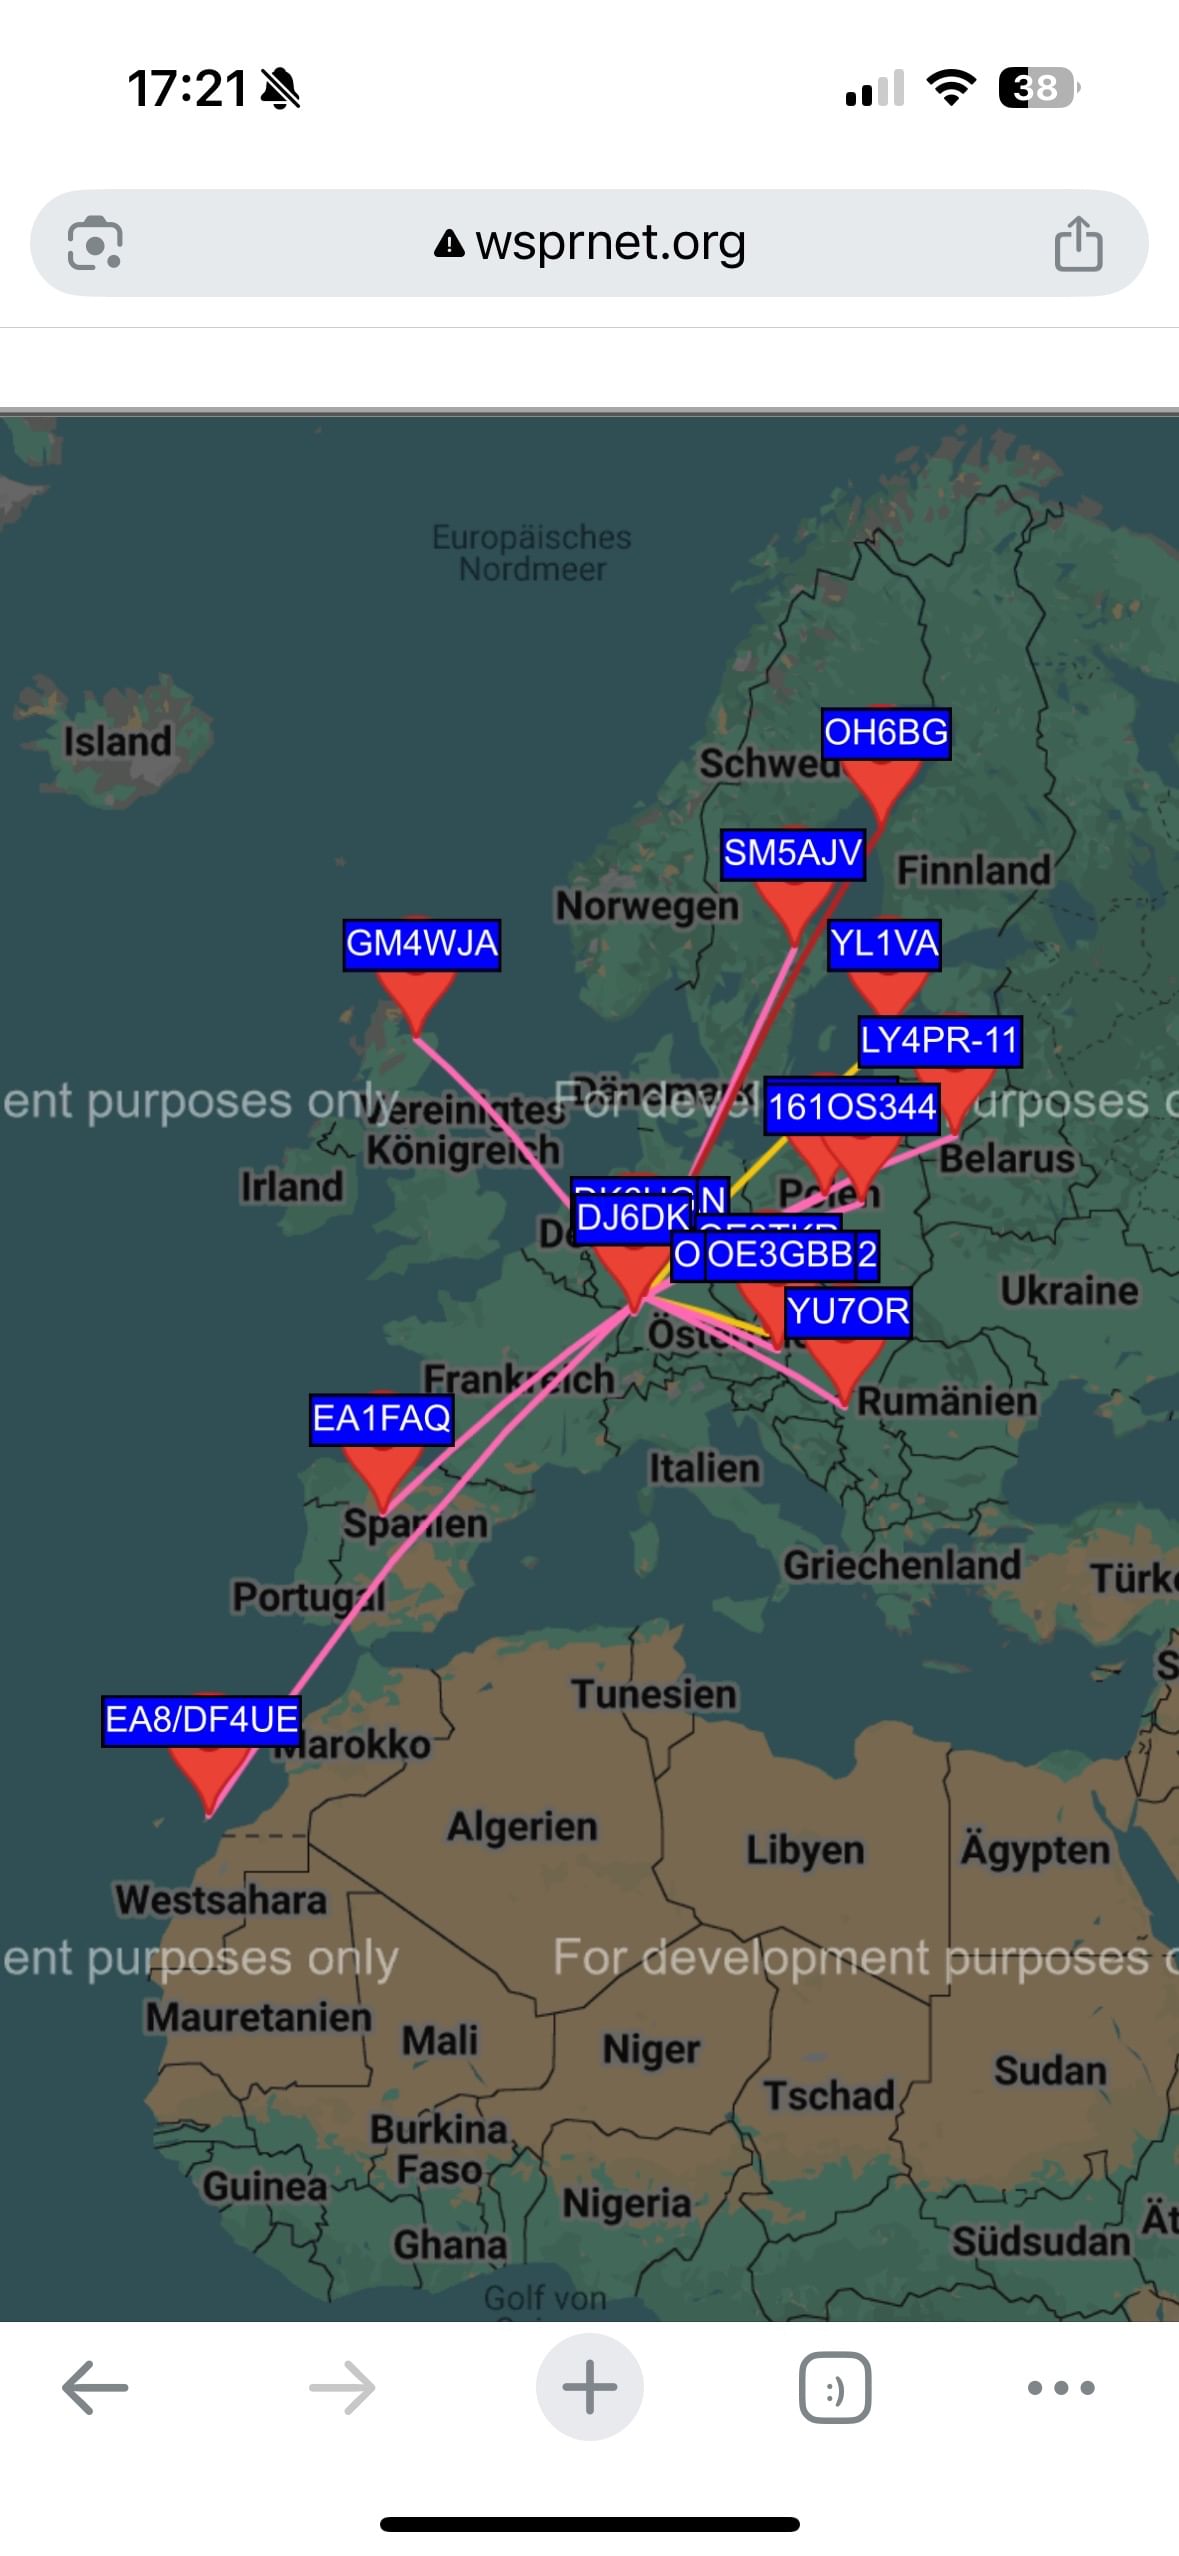 17:21
38
wsprnet.org
Europäisches
Nordmeer
Island
OH6BG
Schwed
SM5AJV
Finnland
Norwegen
GM4WJA
YL1VA
LY4PR-11
ent purposes only
Dänemark
For devel
161OS344
urposes o
Vereinigtes
Königreich
Belarus
Irland
Polen
N
DJ6DK
De
O
OE3GBB
2
Ukraine
YU7OR
Öst
Frankreich
Rumänien
EA1FAQ
Italien
Spanien
Griechenland
Türke
Portugal
S
Tunesien
EA8/DF4UE
Marokko
Algerien
Libyen
Ägypten
Westsahara
ent purposes only
For development purposes o
Mauretanien
Mali
Niger
Sudan
Tschad
Burkina
Faso
Guinea
Nigeria
Ät
Südsudan
Ghana
Golf von
:)